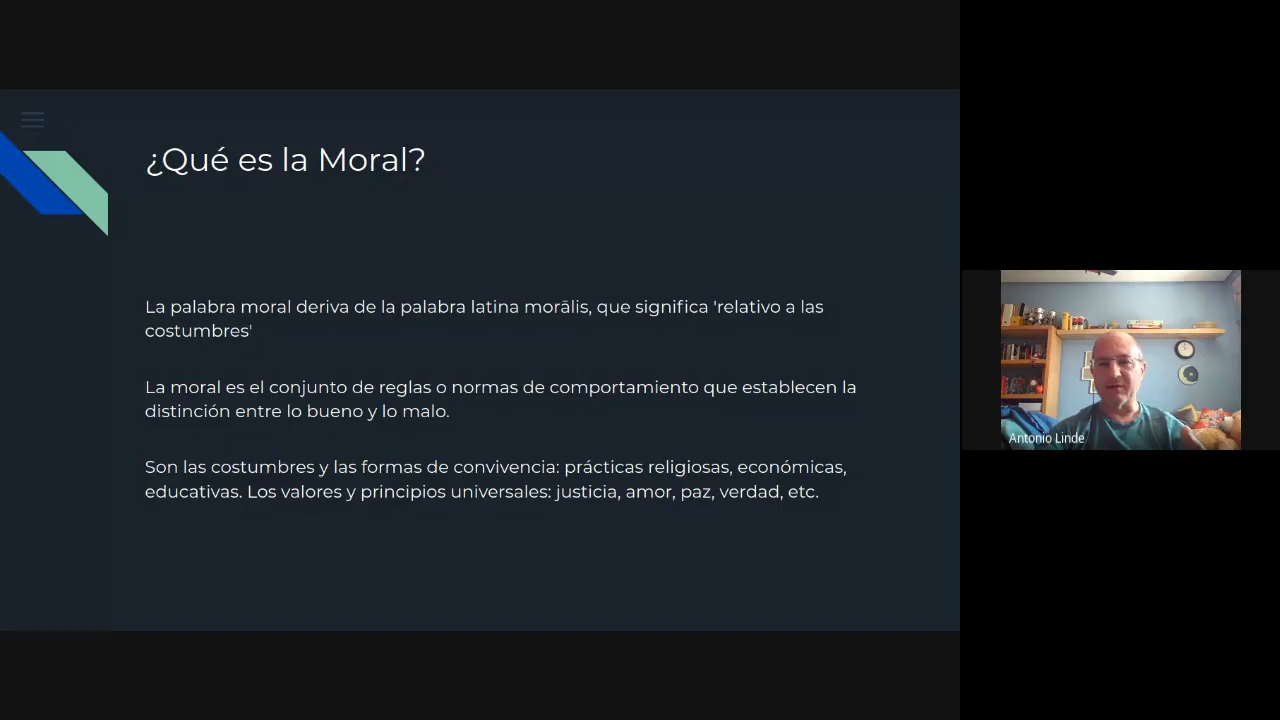 ¿Qué es la Moral?
La palabra moral deriva de la palabra latina morālis, que significa 'relativo a las
costumbres'
La moral es el conjunto de reglas o normas de comportamiento que establecen la
distinción entre lo bueno y lo malo.
Son las costumbres y las formas de convivencia: prácticas religiosas, económicas,
educativas. Los valores y principios universales: justicia, amor, paz, verdad, etc.
Antonio Linde